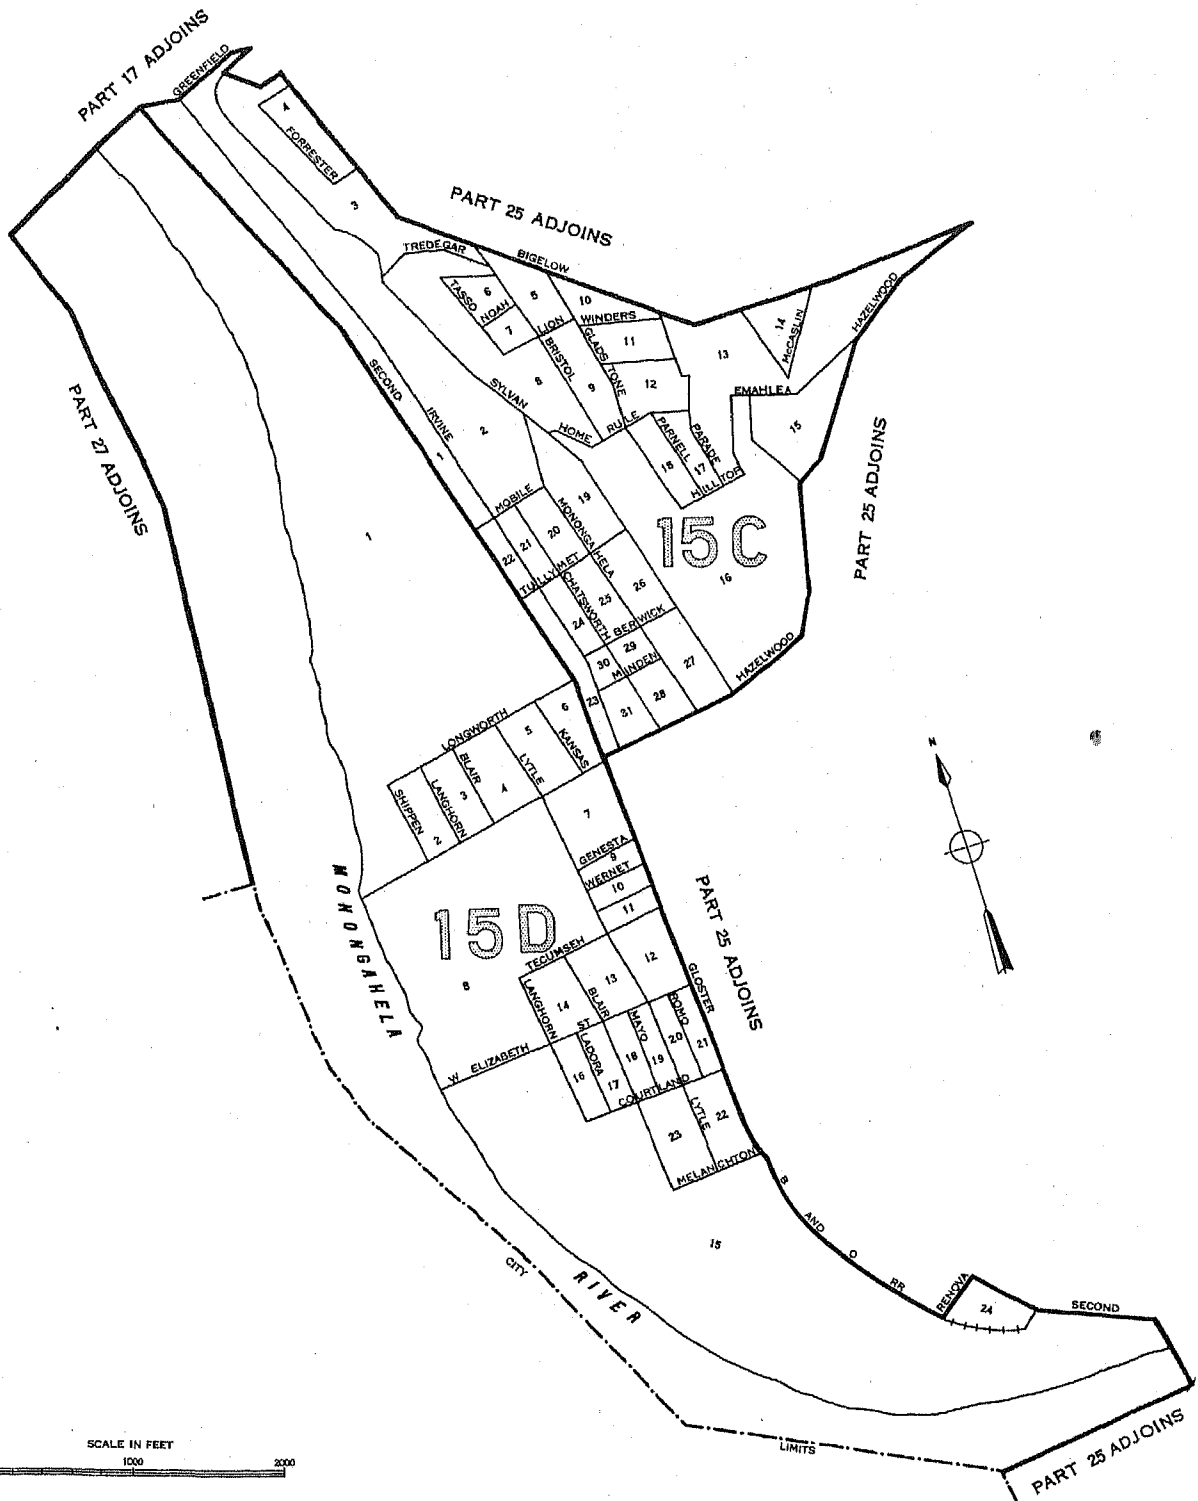 PART 17 ADJOINS
GREENFIELD
4
FORRESTER
3
PART 25 ADJOINS
TREDEGAR
BIGELOW
TASSO
6
NOAH
5
10
7
LION
WINDERS
GLADSTONE
11
14
McCASLIN
HAZELWOOD
13
BRISTOL
8
9
12
EMAHLEA
SECOND
SYLVAN
IRVINE
2
1
HOME RULE
PARNELL
PARADE
15
18
17
HILLTOP
PART 27 ADJOINS
PART 25 ADJOINS
MOBILE
19
MONONGAHELA
15C
1
22
21
20
TULLYMET
CHATSWORTH
25
26
16
24
BERWICK
29
30
MINDEN
27
HAZELWOOD
23
31
28
LONGWORTH
6
5
KANSAS
BLAIR
LYTLE
SHIPPEN
LANGHORN
3
4
2
N
7
GENESTA
9
WERNET
10
11
MONONGAHELA
PART 25 ADJOINS
15D
TECUMSEH
12
8
LANGHORN
14
BLAIR
13
GLOSTER
ST.
MAYO
ROMO
W ELIZABETH
LADORA
16
17
18
19
20
21
COURTLAND
LYTLE
22
23
MELANCHTON
B AND O RR
15
CITY
RIVER
RENOVA
24
SECOND
LIMITS
PART 25 ADJOINS
SCALE IN FEET
1000
2000